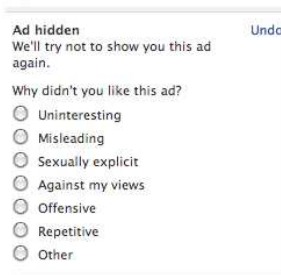 Ad hidden Undo
We'll try not to show you this ad
again.
Why didn't you like this ad?
Uninteresting
Misleading
Sexually explicit
Against my views
Offensive
Repetitive
Other